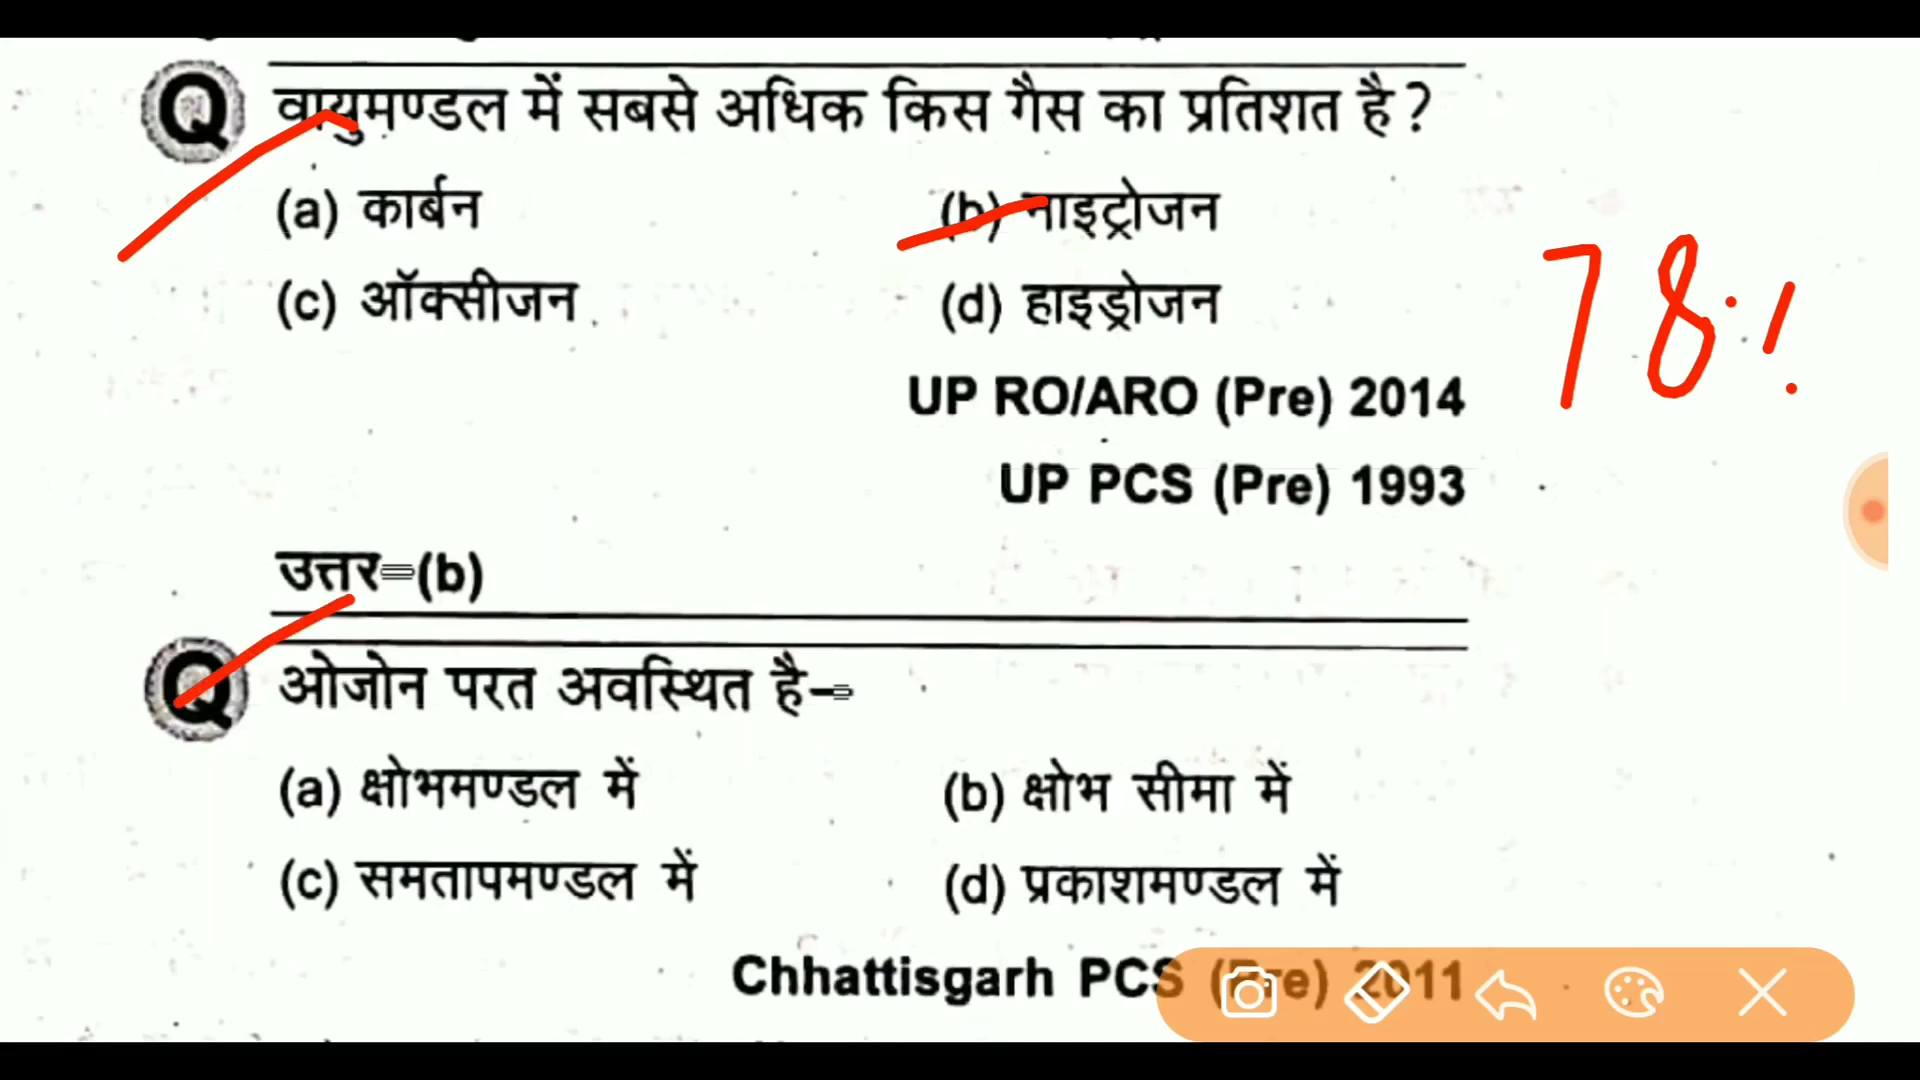 Q वायुमण्डल में सबसे अधिक किस गैस का प्रतिशत है?
(a) कार्बन (b) नाइट्रोजन
(c) ऑक्सीजन (d) हाइड्रोजन
78%
UP RO/ARO (Pre) 2014
UP PCS (Pre) 1993
उत्तर–(b)
Q ओजोन परत अवस्थित है–
(a) क्षोभमण्डल में (b) क्षोभ सीमा में
(c) समतापमण्डल में (d) प्रकाशमण्डल में
Chhattisgarh PCS (Pre) 2011